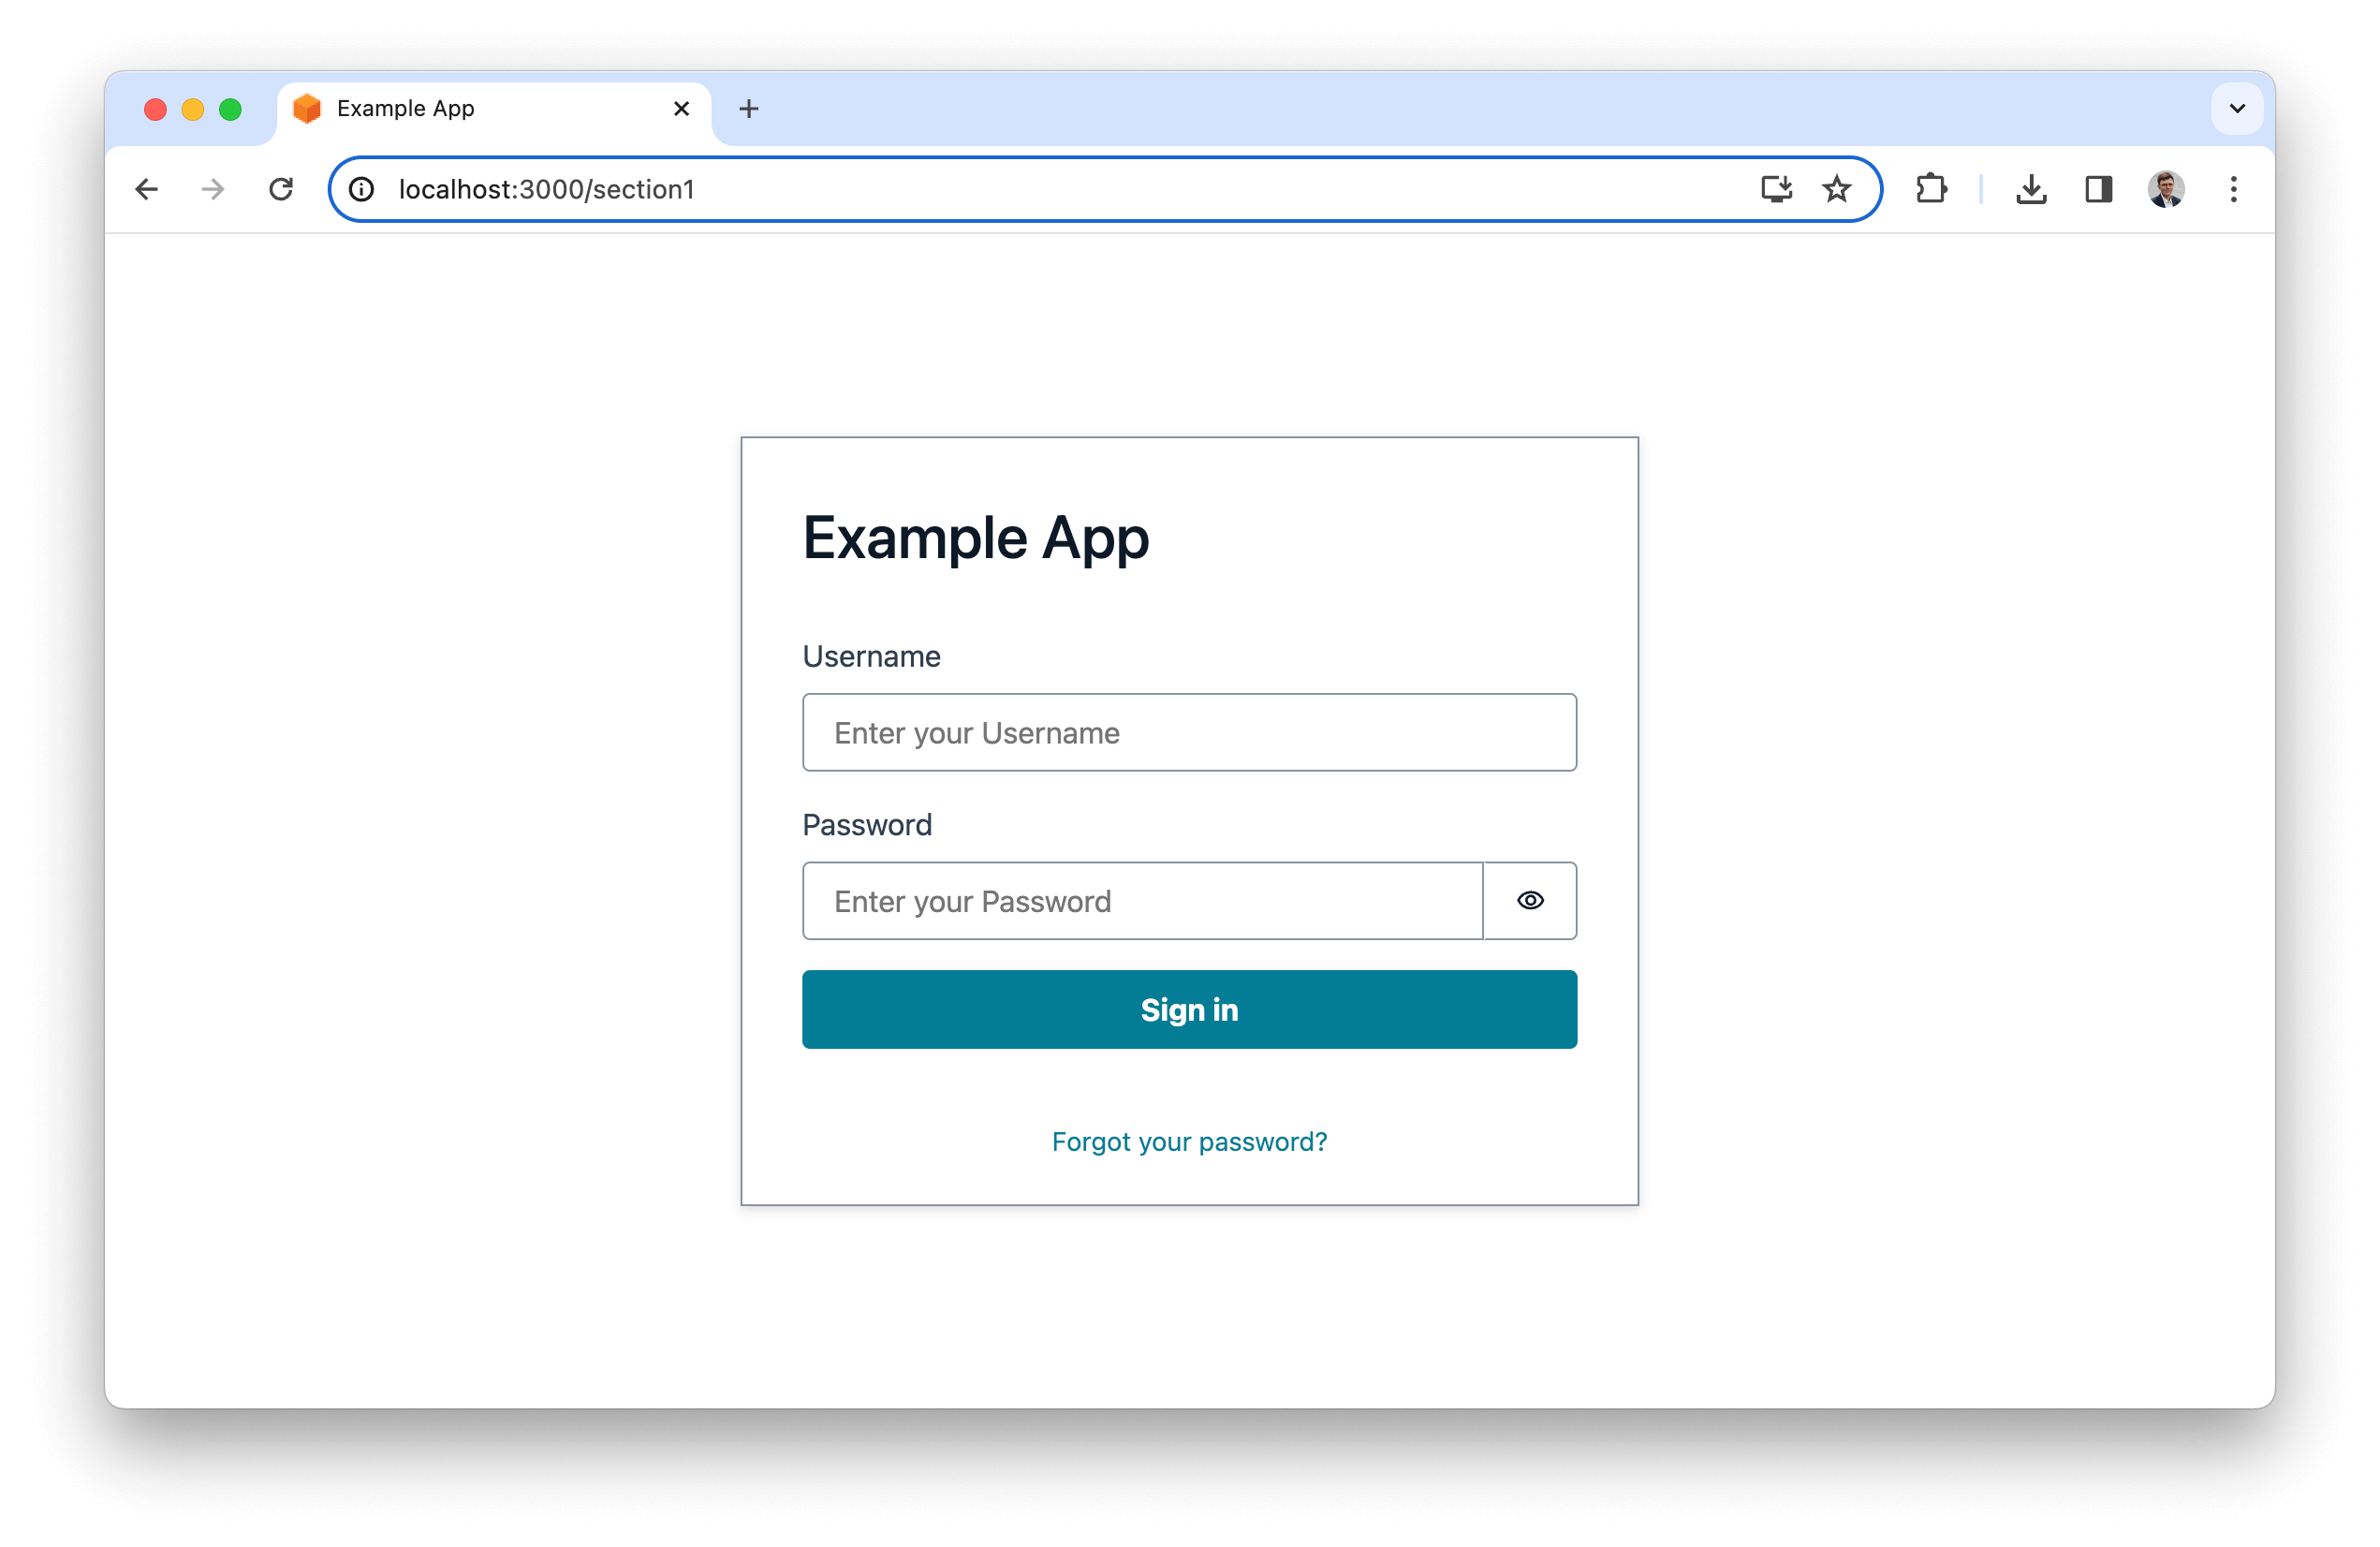 Example App
localhost:3000/section1
Example App
Username
Enter your Username
Password
Enter your Password
Sign in
Forgot your password?